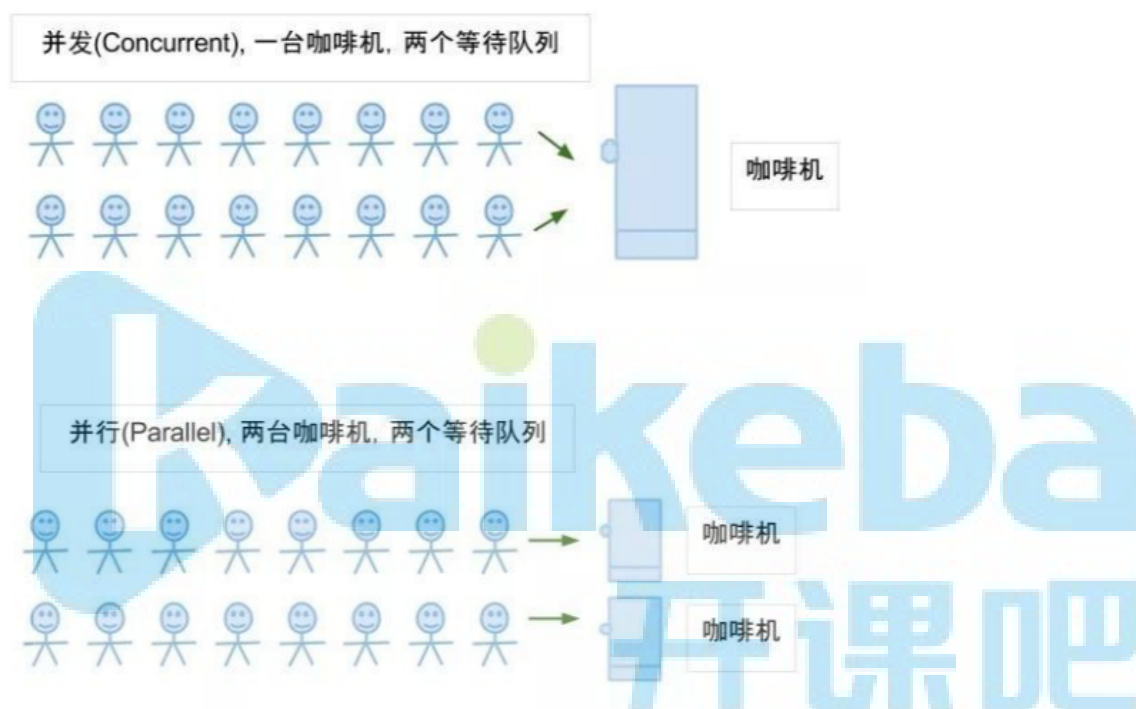 并发(Concurrent), 一台咖啡机, 两个等待队列
咖啡机
kaikeba
并行(Parallel), 两台咖啡机, 两个等待队列
咖啡机
咖啡机
开课吧